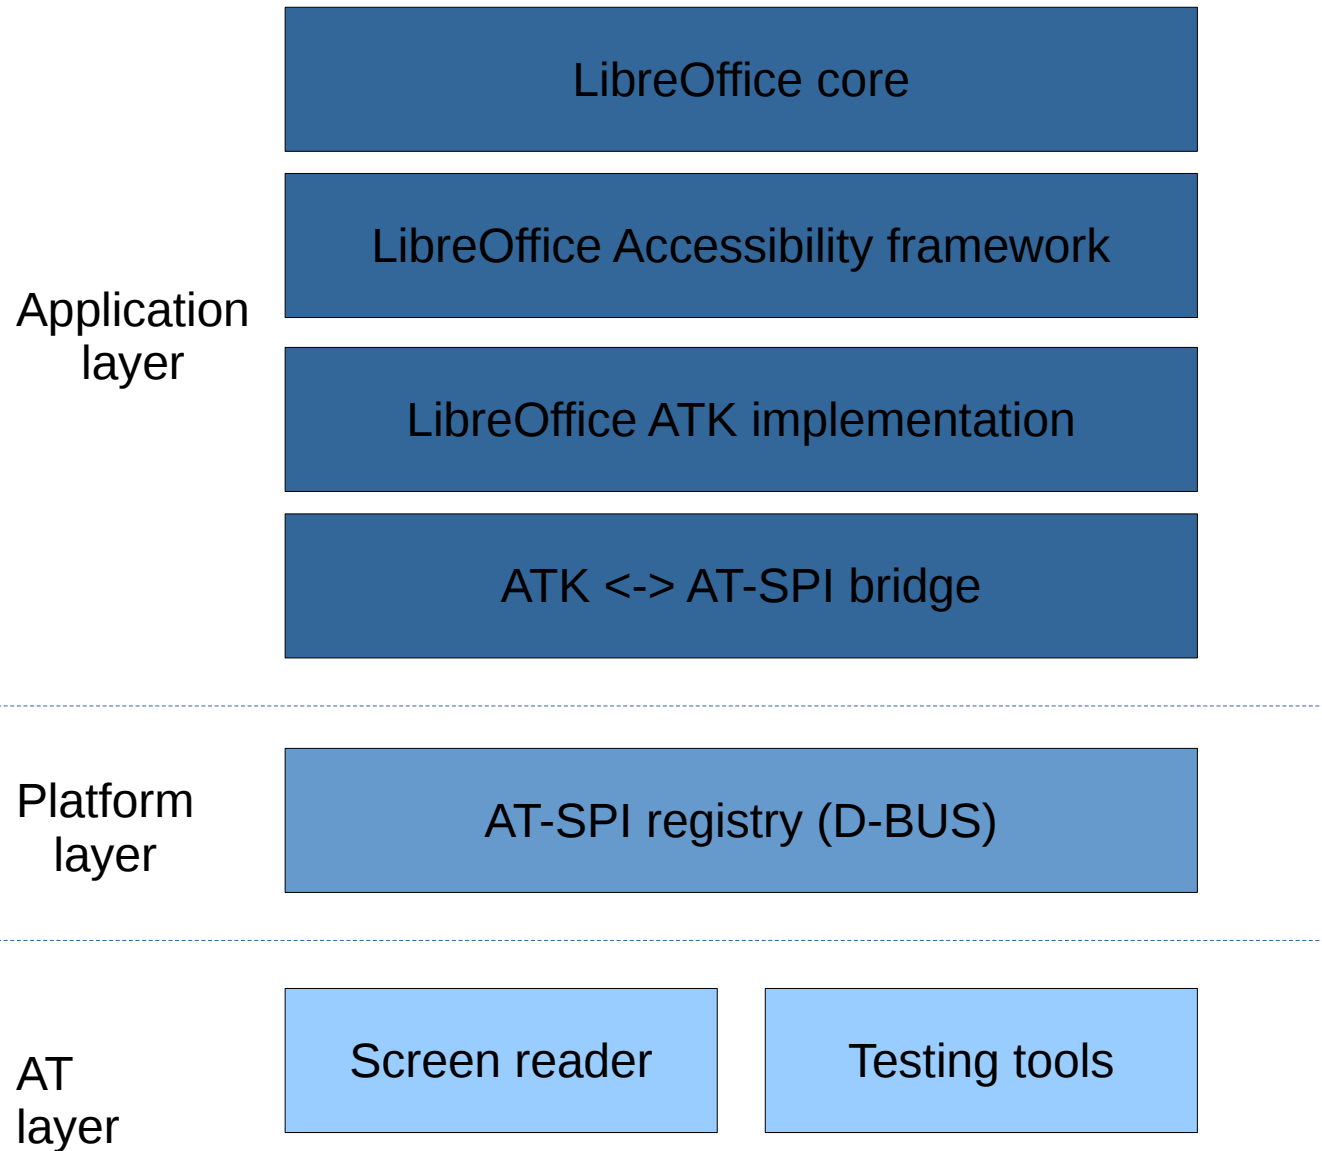 LibreOffice core
LibreOffice Accessibility framework
Application
layer
LibreOffice ATK implementation
ATK <-> AT-SPI bridge
Platform
layer
AT-SPI registry (D-BUS)
Screen reader
Testing tools
AT
layer